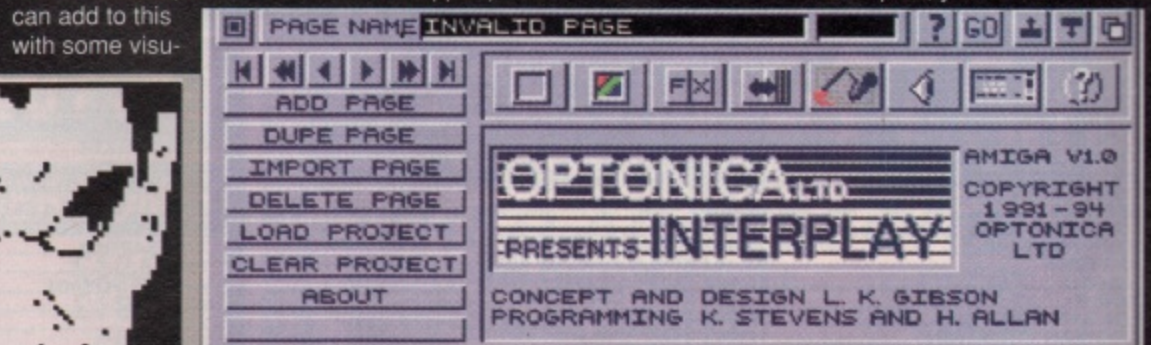 can add to this
with some visu-
PAGE NAME INVALID PAGE
? GO
ADD PAGE
DUPE PAGE
IMPORT PAGE
DELETE PAGE
LOAD PROJECT
CLEAR PROJECT
ABOUT
F X
?
OPTONICA LTD
PRESENTS INTERPLAY
AMIGA V1.0
COPYRIGHT
1991-94
OPTONICA
LTD
CONCEPT AND DESIGN L. K. GIBSON
PROGRAMMING K. STEVENS AND H. ALLAN